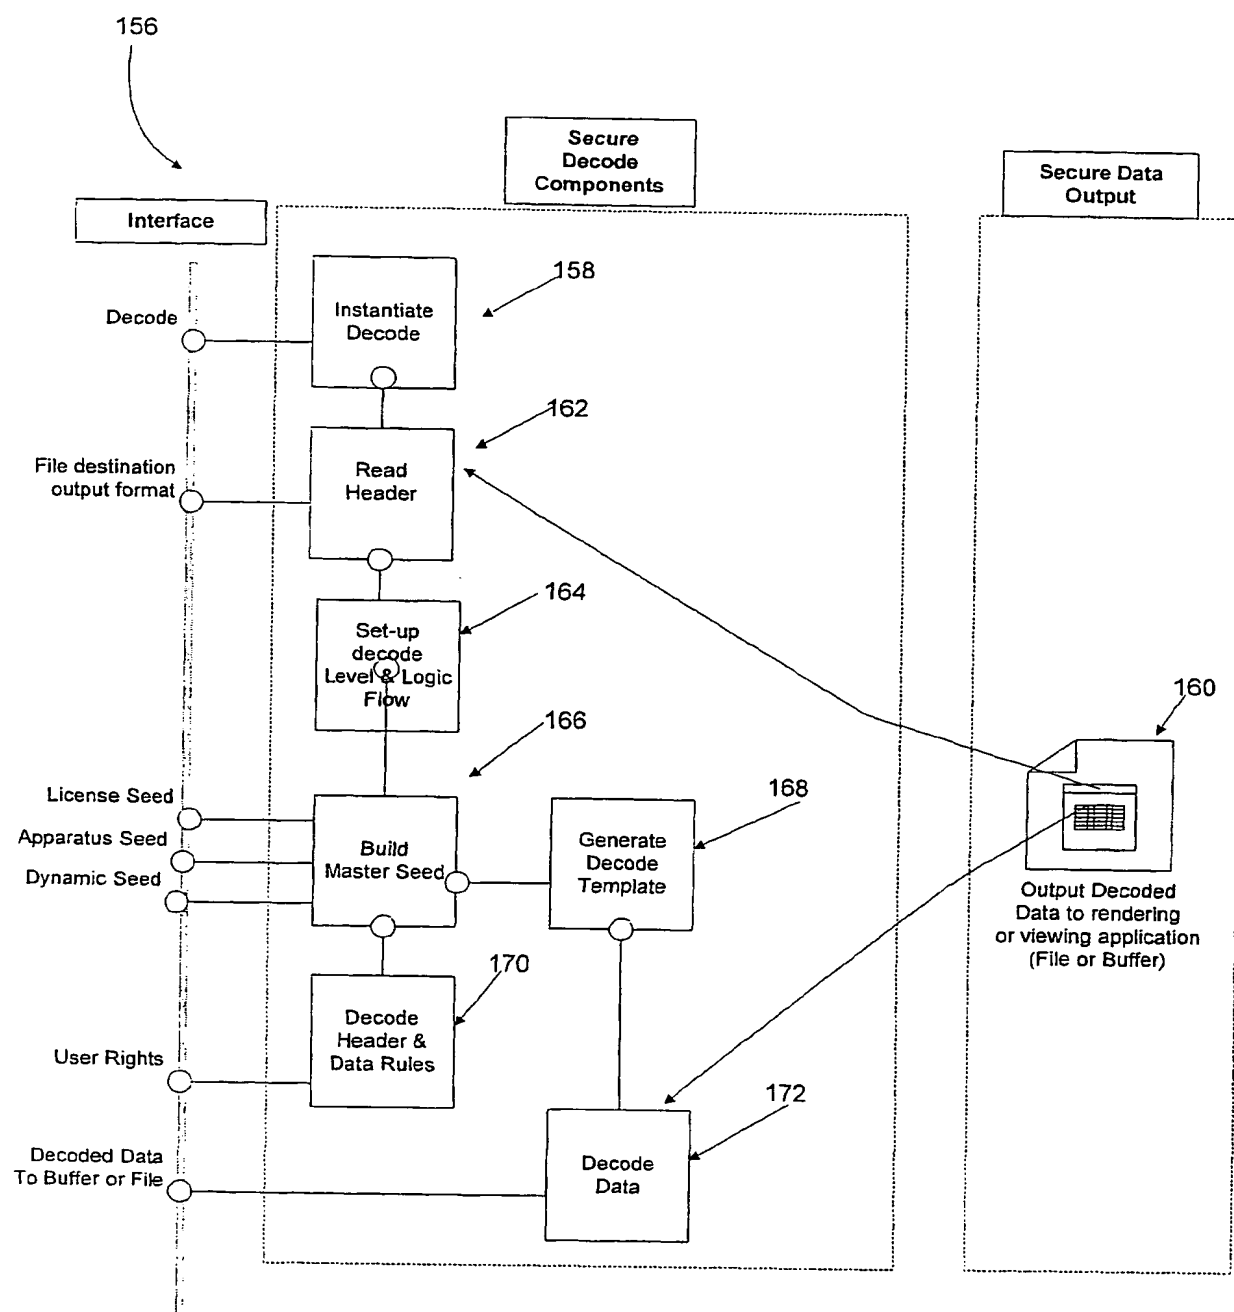 156
Secure
Decode
Components
Secure Data
Output
Interface
158
Instantiate
Decode
Decode
162
File destination
output format
Read
Header
164
Set-up
decode
Level & Logic
Flow
160
166
License Seed
Apparatus Seed
Dynamic Seed
Build
Master Seed
168
Generate
Decode
Template
Output Decoded
Data to rendering
or viewing application
(File or Buffer)
170
Decode
Header &
Data Rules
User Rights
172
Decoded Data
To Buffer or File
Decode
Data